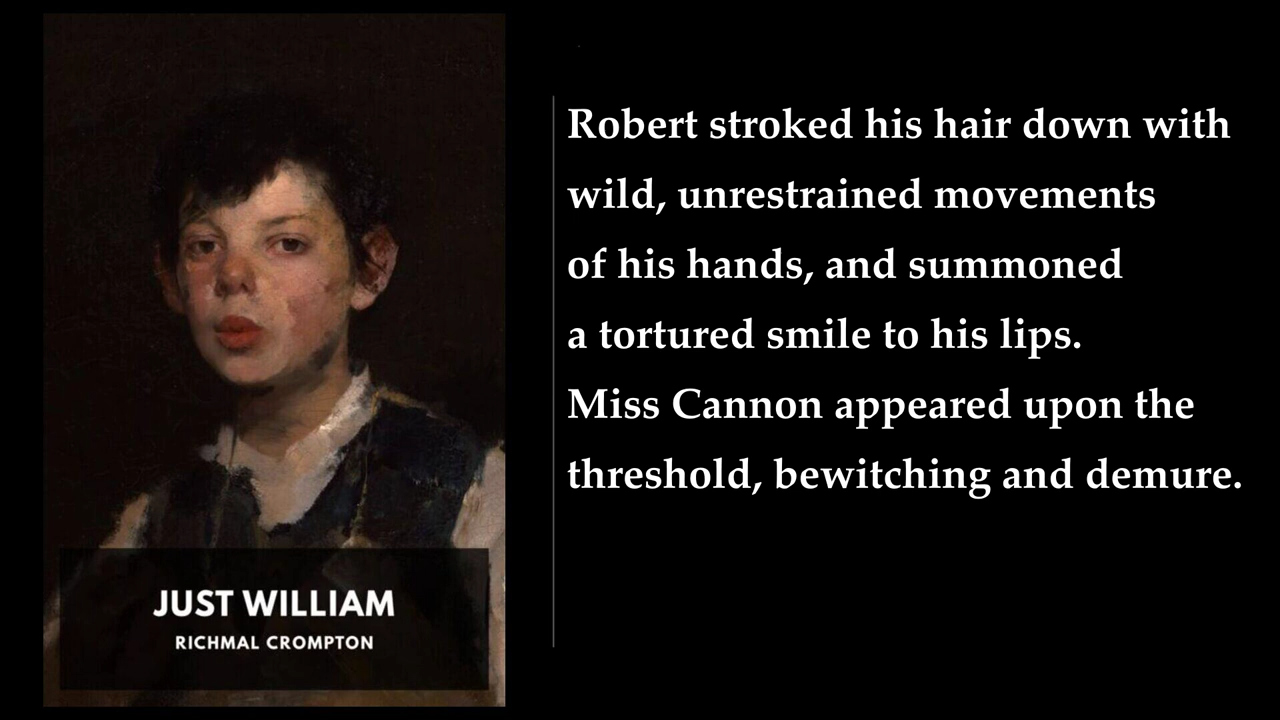 JUST WILLIAM
RICHMAL CROMPTON
Robert stroked his hair down with
wild, unrestrained movements
of his hands, and summoned
a tortured smile to his lips.
Miss Cannon appeared upon the
threshold, bewitching and demure.